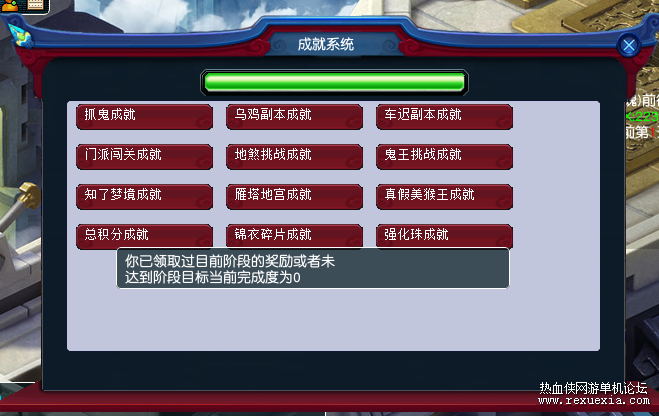 成就系统
抓鬼成就
乌鸡副本成就
车迟副本成就
门派闯关成就
地煞挑战成就
鬼王挑战成就
知了梦境成就
雁塔地宫成就
真假美猴王成就
总积分成就
锦衣碎片成就
强化珠成就
你已领取过目前阶段的奖励或者未
达到阶段目标当前完成度为0
)前
热血侠网游单机论坛
www.rexuexia.com